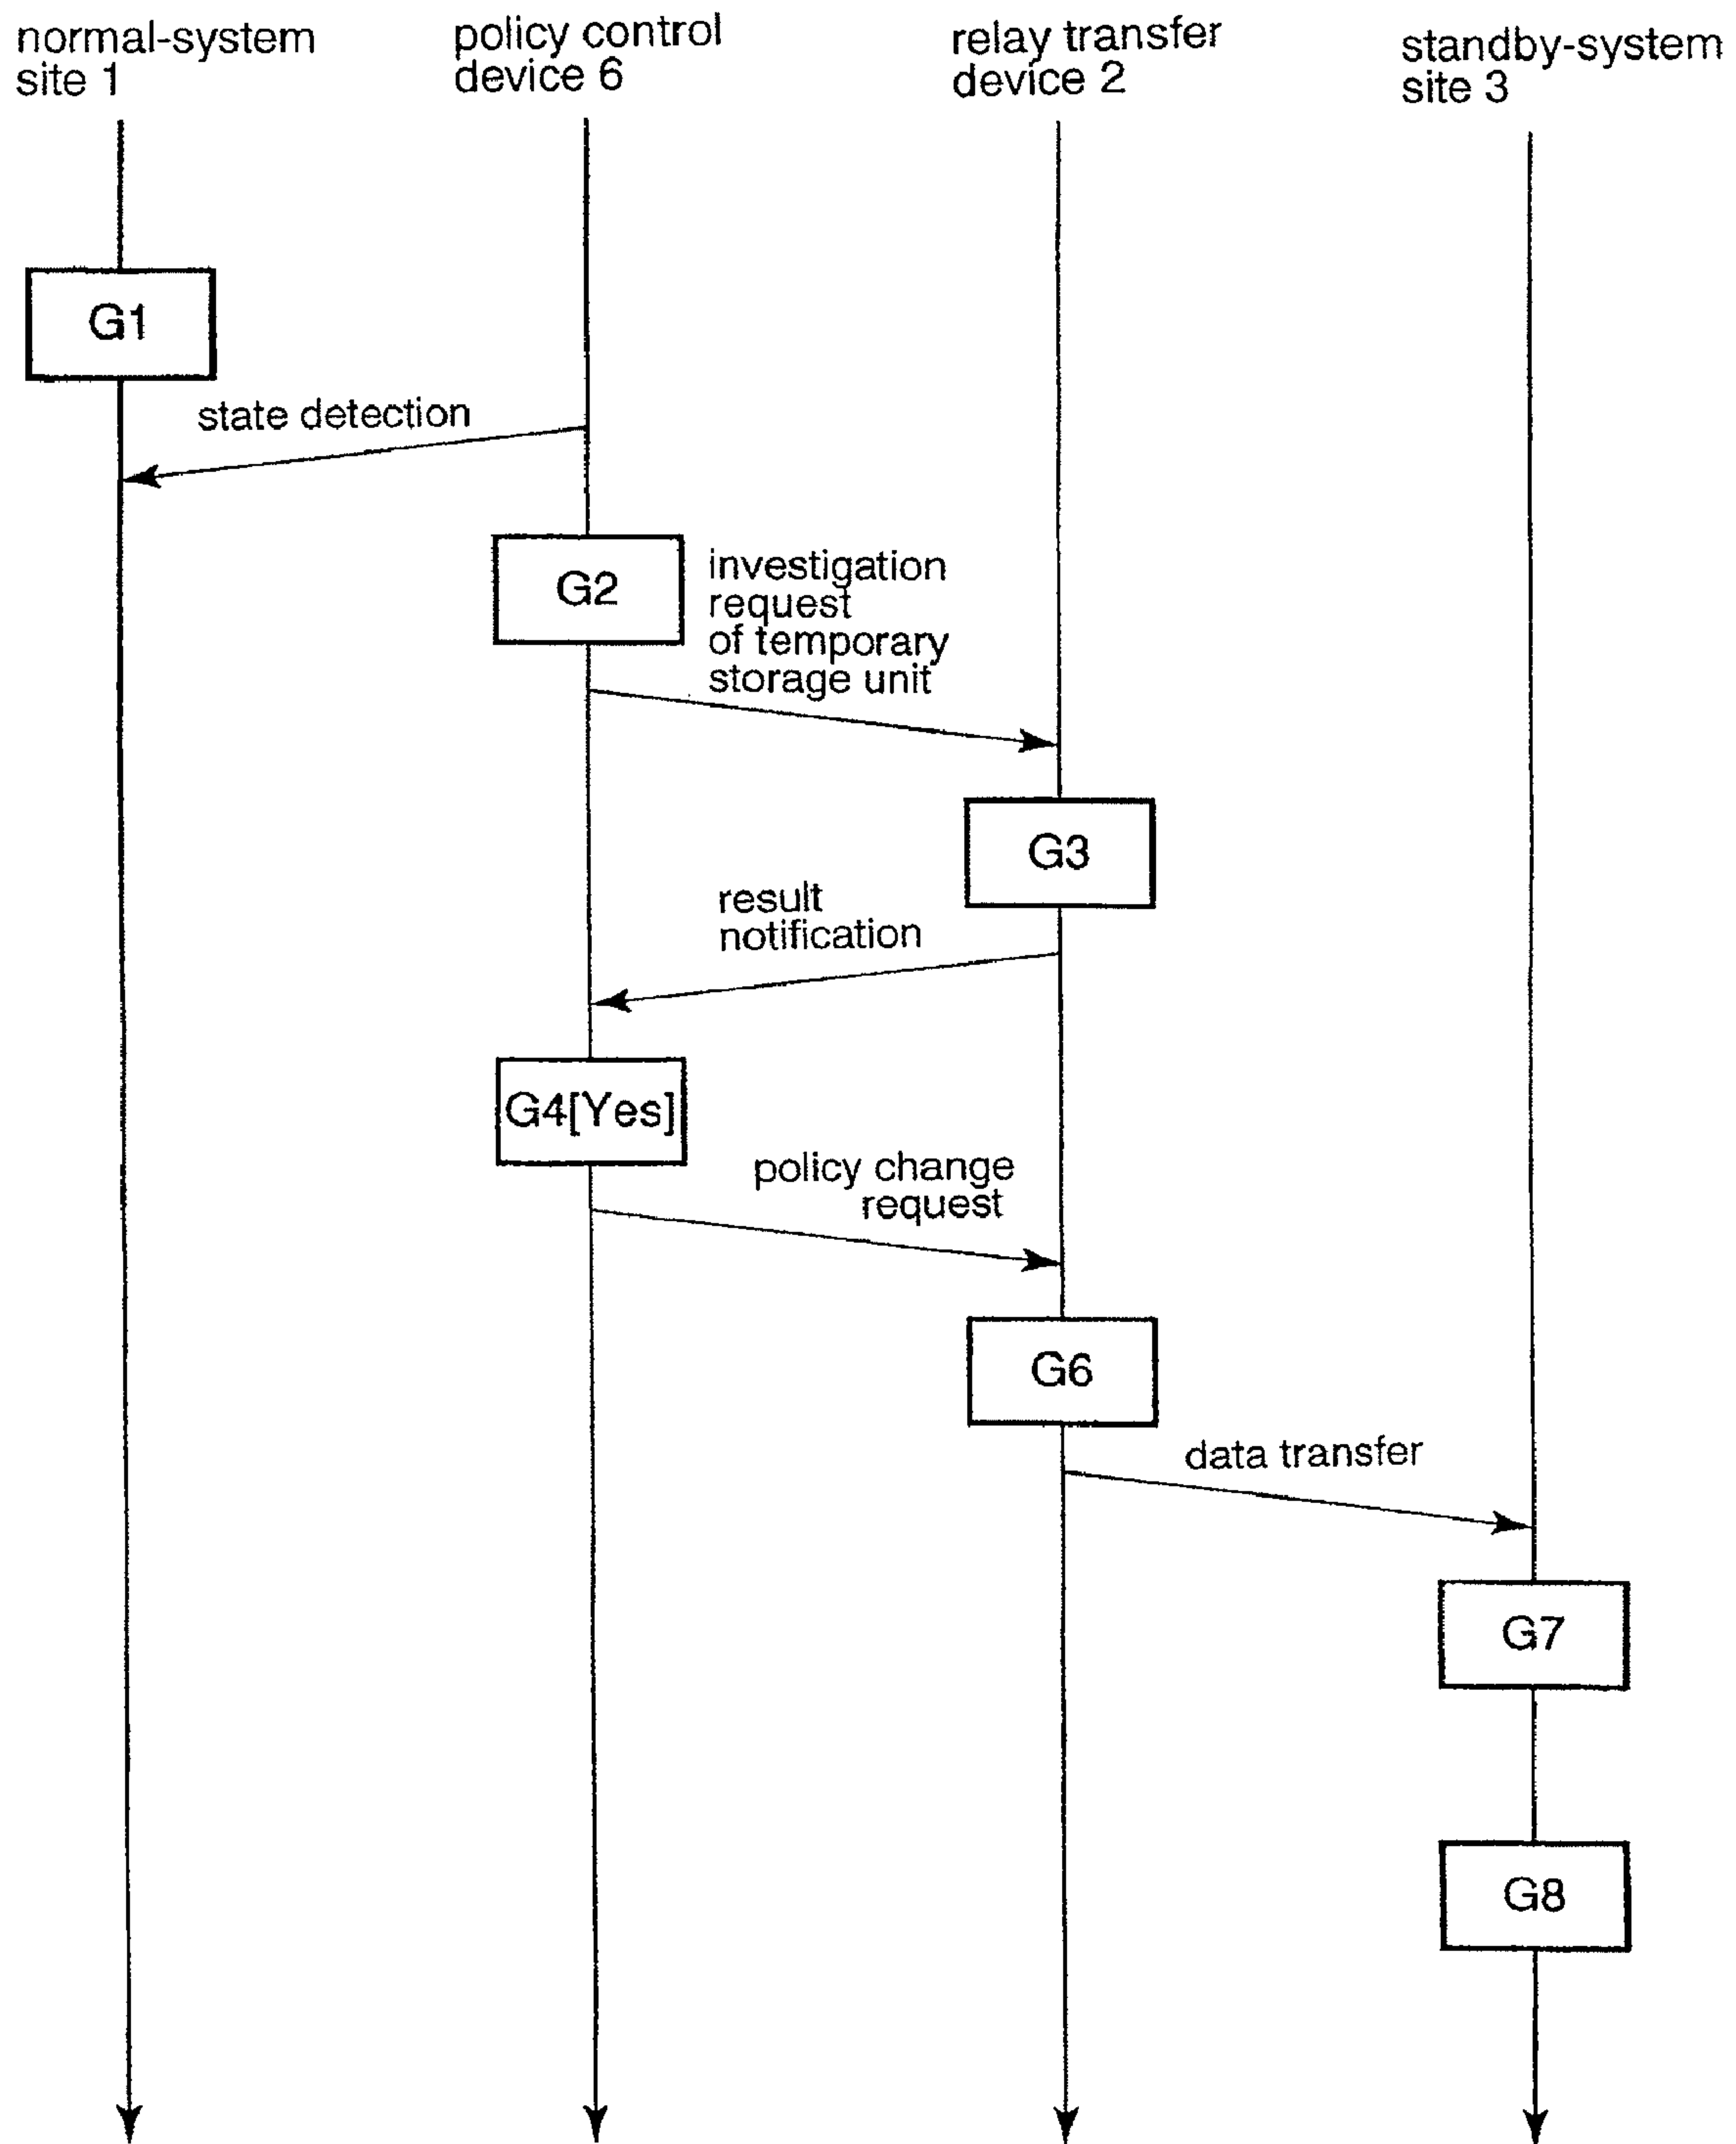 normal-system
site 1
policy control
device 6
relay transfer
device 2
standby-system
site 3
G1
state detection
G2
investigation
request
of temporary
storage unit
G3
result
notification
G4[Yes]
policy change
request
G6
data transfer
G7
G8